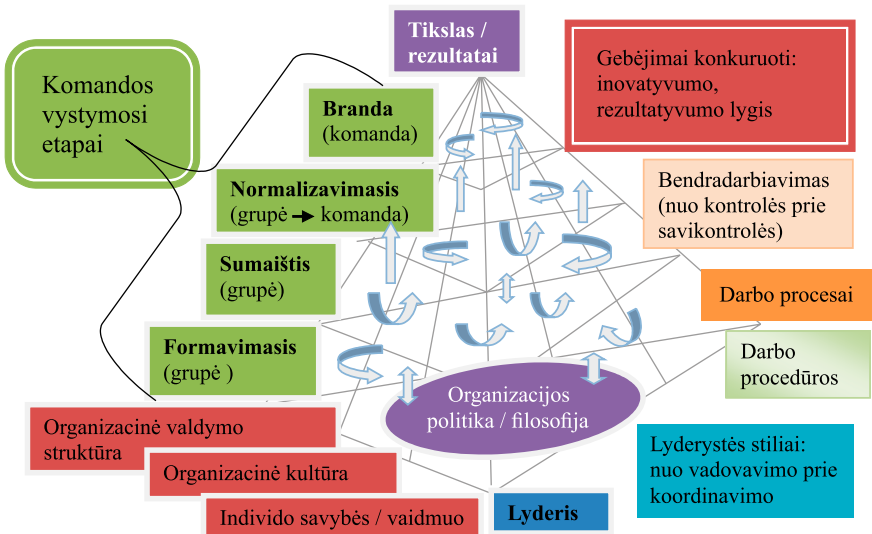 Tikslas /
rezultatai
Gebėjimai konkuruoti:
inovatyvumo,
rezultatyvumo lygis
Komandos
vystymosi
etapai
Branda
(komanda)
Normalizavimasis
(grupė → komanda)
Bendradarbiavimas
(nuo kontrolės prie
savikontrolės)
Sumaištis
(grupė)
Darbo procesai
Formavimasis
(grupė )
Darbo
procedūros
Organizacijos
politika / filosofija
Organizacinė valdymo
struktūra
Organizacinė kultūra
Individo savybės / vaidmuo
Lyderis
Lyderystės stiliai:
nuo vadovavimo prie
koordinavimo